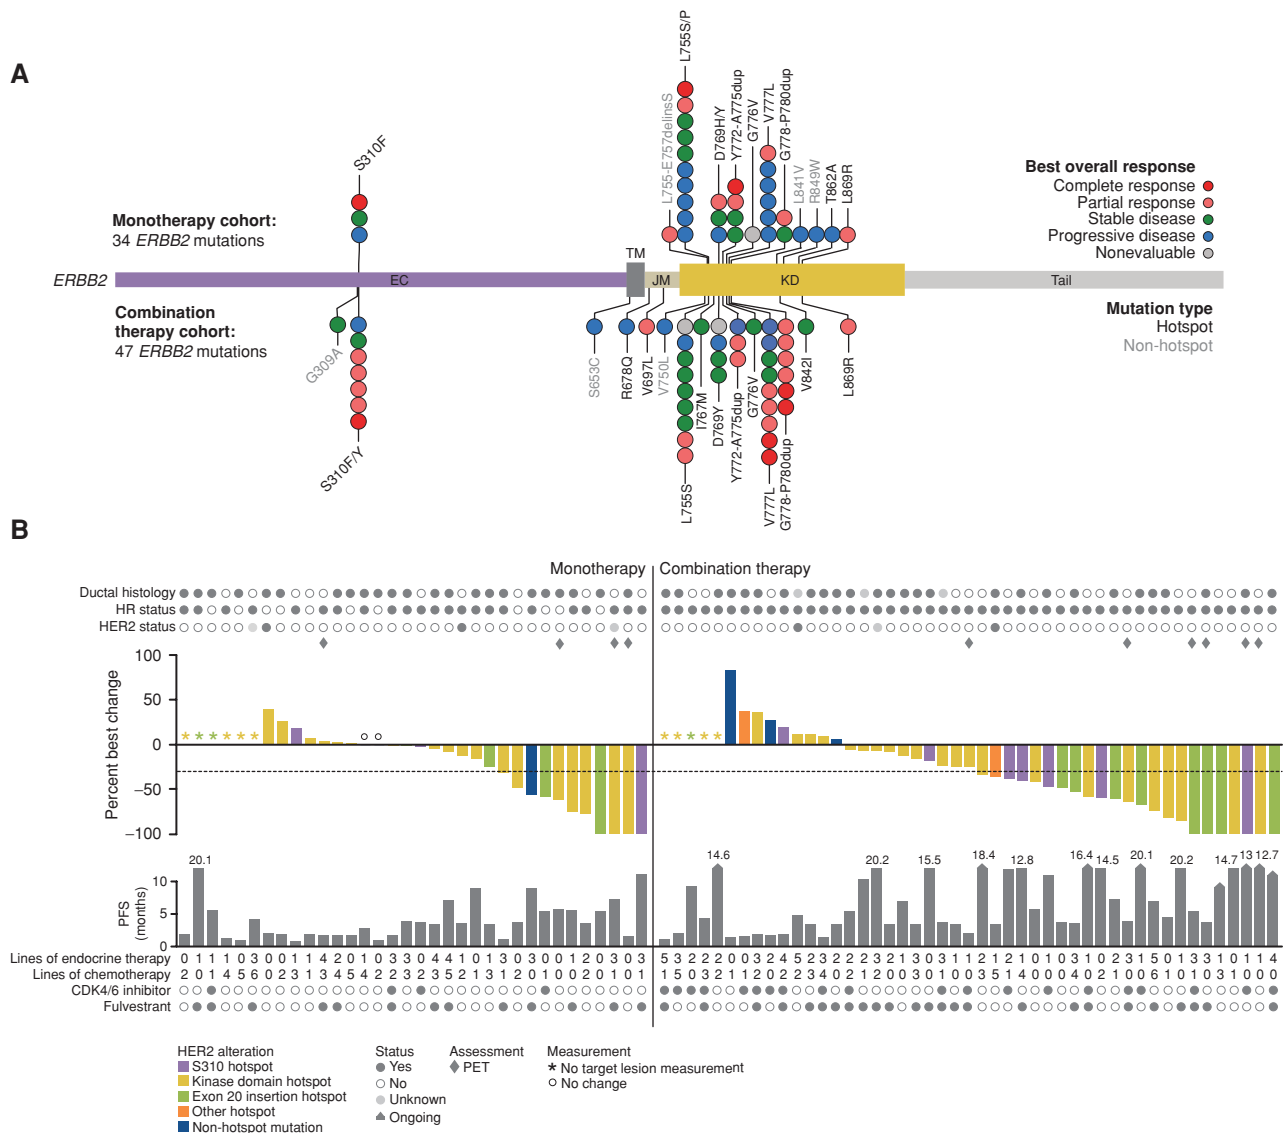 A
Monotherapy cohort:
34 ERBB2 mutations
S310F
L755-E757delinsS
L755S/P
D769H/Y
Y772-A775dup
G776V
V777L
G778-P780dup
L841V
R849W
T862A
L869R
Best overall response
Complete response
Partial response
Stable disease
Progressive disease
Nonevaluable
ERBB2
EC
TM
JM
KD
Tail
Combination
therapy cohort:
47 ERBB2 mutations
G309A
S310F/Y
S653C
R678Q
V697L
V750L
L755S
I767M
D769Y
Y772-A775dup
G776V
V777L
G778-P780dup
V842I
L869R
Mutation type
Hotspot
Non-hotspot
B
Monotherapy
Combination therapy
Ductal histology
HR status
HER2 status
Percent best change
100
50
0
−50
−100
PFS
(months)
10
5
0
20.1
14.6
20.2
15.5
18.4
12.8
16.4
14.5
20.1
20.2
14.7
13
12.7
Lines of endocrine therapy
Lines of chemotherapy
CDK4/6 inhibitor
Fulvestrant
HER2 alteration
S310 hotspot
Kinase domain hotspot
Exon 20 insertion hotspot
Other hotspot
Non-hotspot mutation
Status
Yes
No
Unknown
Ongoing
Assessment
PET
Measurement
* No target lesion measurement
No change